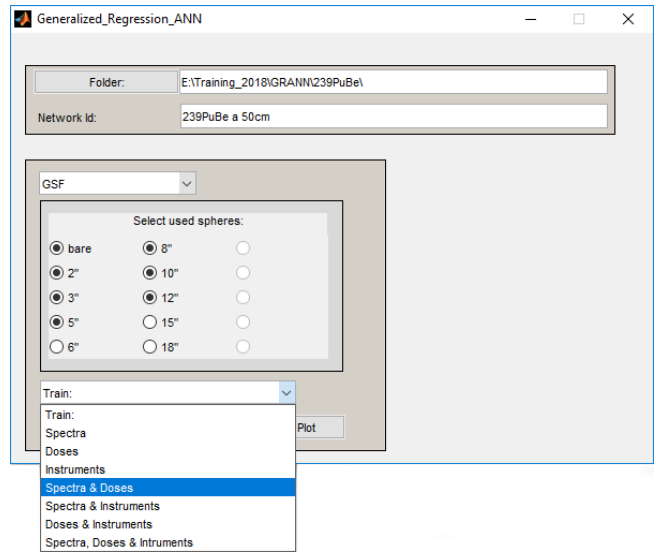 Generalized_Regression_ANN
Folder: E:\Training_2018\GRANN\239PuBe\
Network Id: 239PuBe a 50cm
GSF
Select used spheres:
bare 8"
2" 10"
3" 12"
5" 15"
6" 18"
Train:
Train:
Plot
Spectra
Doses
Instruments
Spectra & Doses
Spectra & Instruments
Doses & Instruments
Spectra, Doses & Intruments